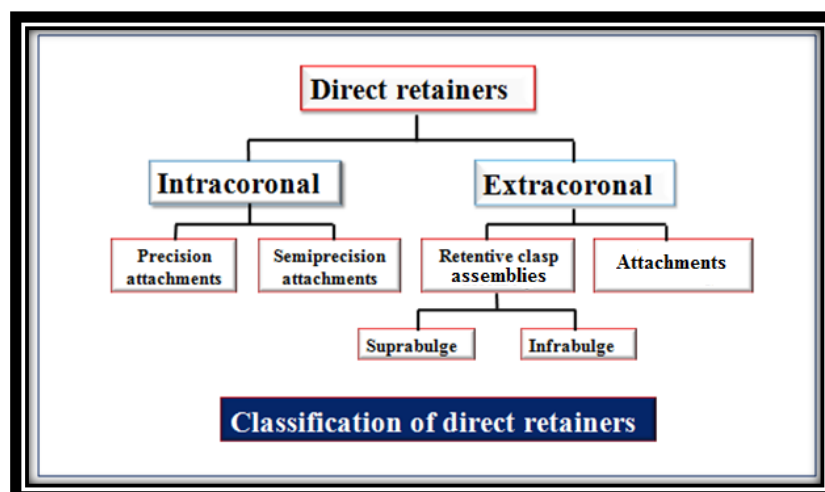 Direct retainers
Intracoronal
Extracoronal
Precision
attachments
Semiprecision
attachments
Retentive clasp
assemblies
Attachments
Suprabulge
Infrabulge
Classification of direct retainers